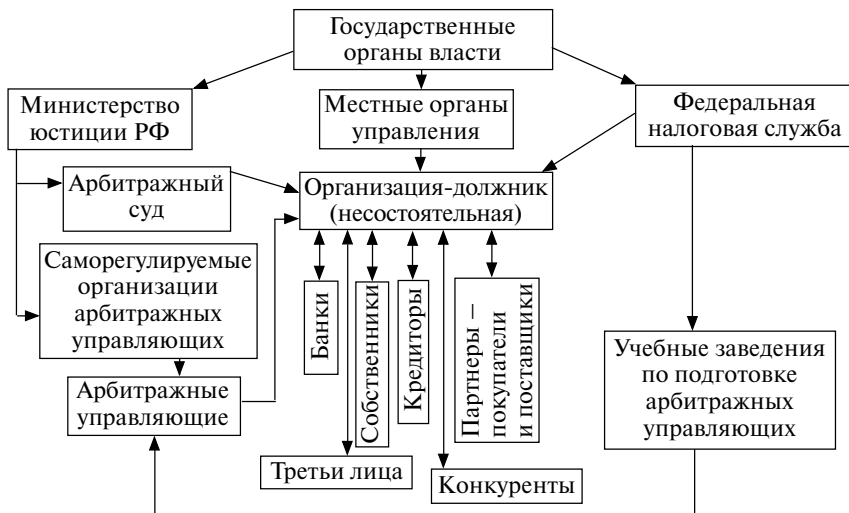 Государственные
органы власти
Министерство
юстиции РФ
Местные органы
управления
Федеральная
налоговая служба
Арбитражный
суд
Организация-должник
(несостоятельная)
Саморегулируемые
организации
арбитражных
управляющих
Арбитражные
управляющие
Банки
Собственники
Кредиторы
Партнеры –
покупатели
и поставщики
Учебные заведения
по подготовке
арбитражных
управляющих
Третьи лица
Конкуренты